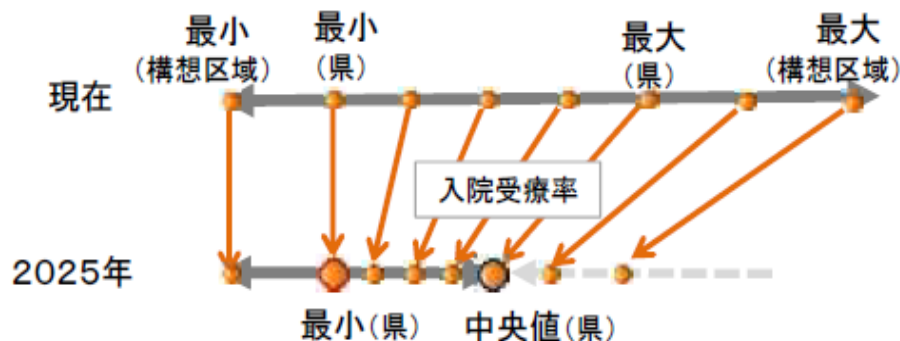 最小
(構想区域)
最小
(県)
最大
(県)
最大
(構想区域)
現在
入院受療率
2025年
最小(県)
中央値(県)